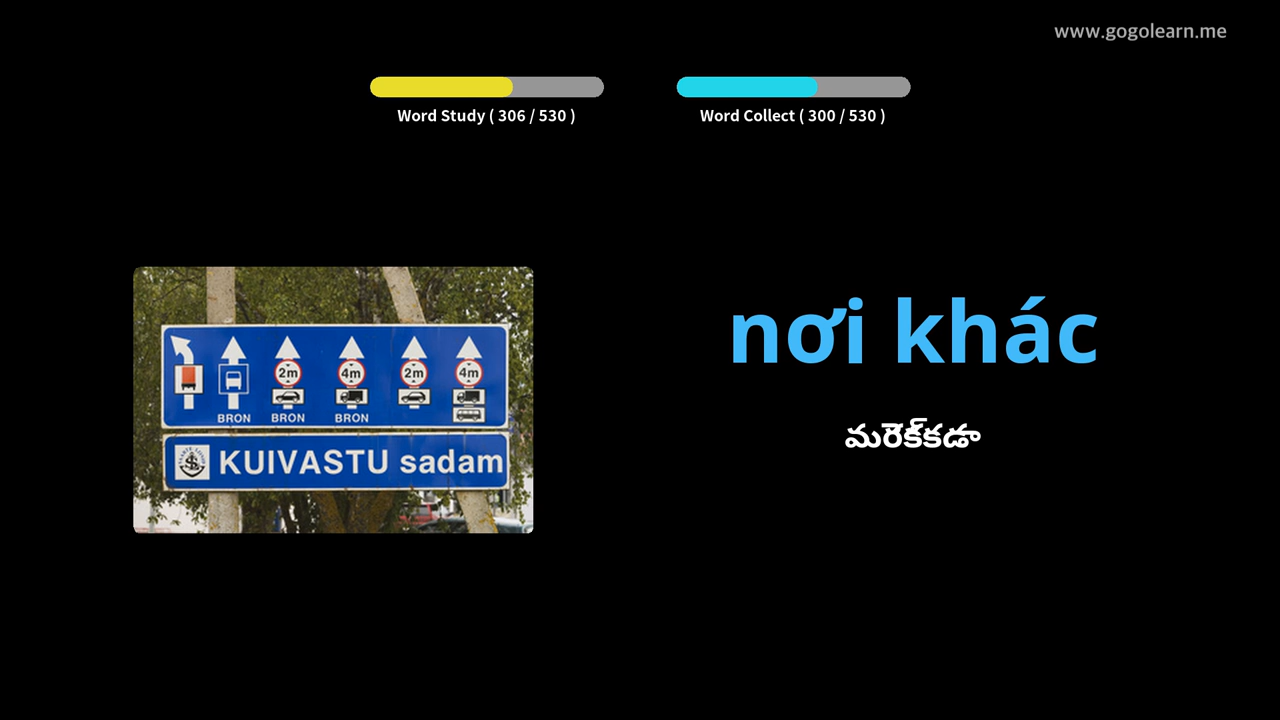 www.gogolearn.me
Word Study ( 306 / 530 )
Word Collect ( 300 / 530 )
2m
4m
2m
4m
BRON
BRON
BRON
KUIVASTU sadam
nơi khác
మరెక్కడా